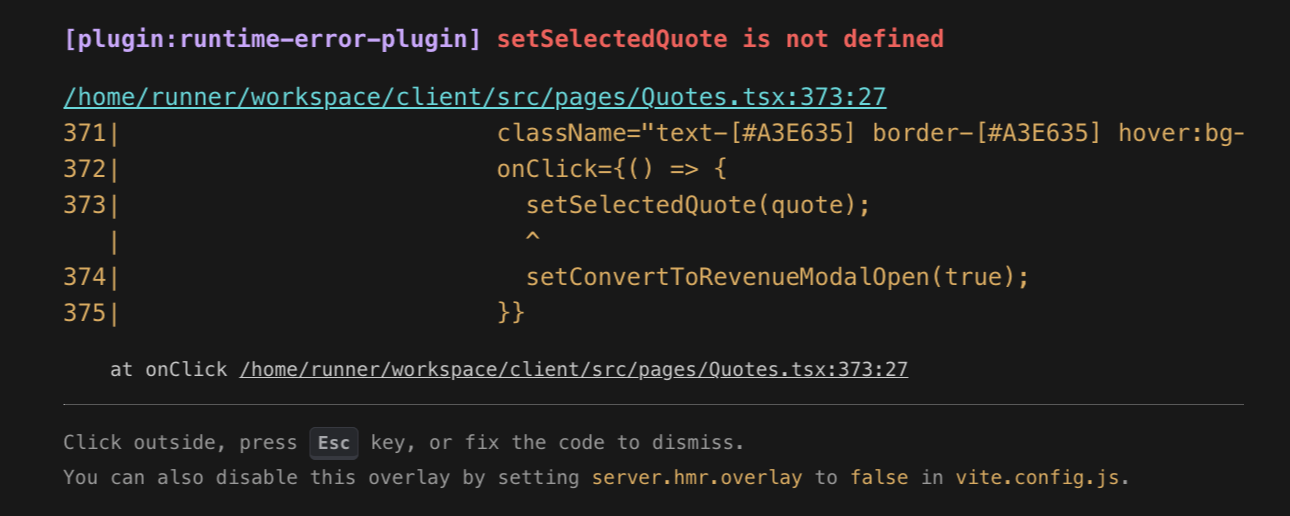 [plugin:runtime-error-plugin] setSelectedQuote is not defined
/home/runner/workspace/client/src/pages/Quotes.tsx:373:27
371|                          className="text-[#A3E635] border-[#A3E635] hover:bg-
372|                          onClick={() => {
373|                            setSelectedQuote(quote);
   |                            ^
374|                            setConvertToRevenueModalOpen(true);
375|                          }}
    at onClick /home/runner/workspace/client/src/pages/Quotes.tsx:373:27
Click outside, press Esc key, or fix the code to dismiss.
You can also disable this overlay by setting server.hmr.overlay to false in vite.config.js.